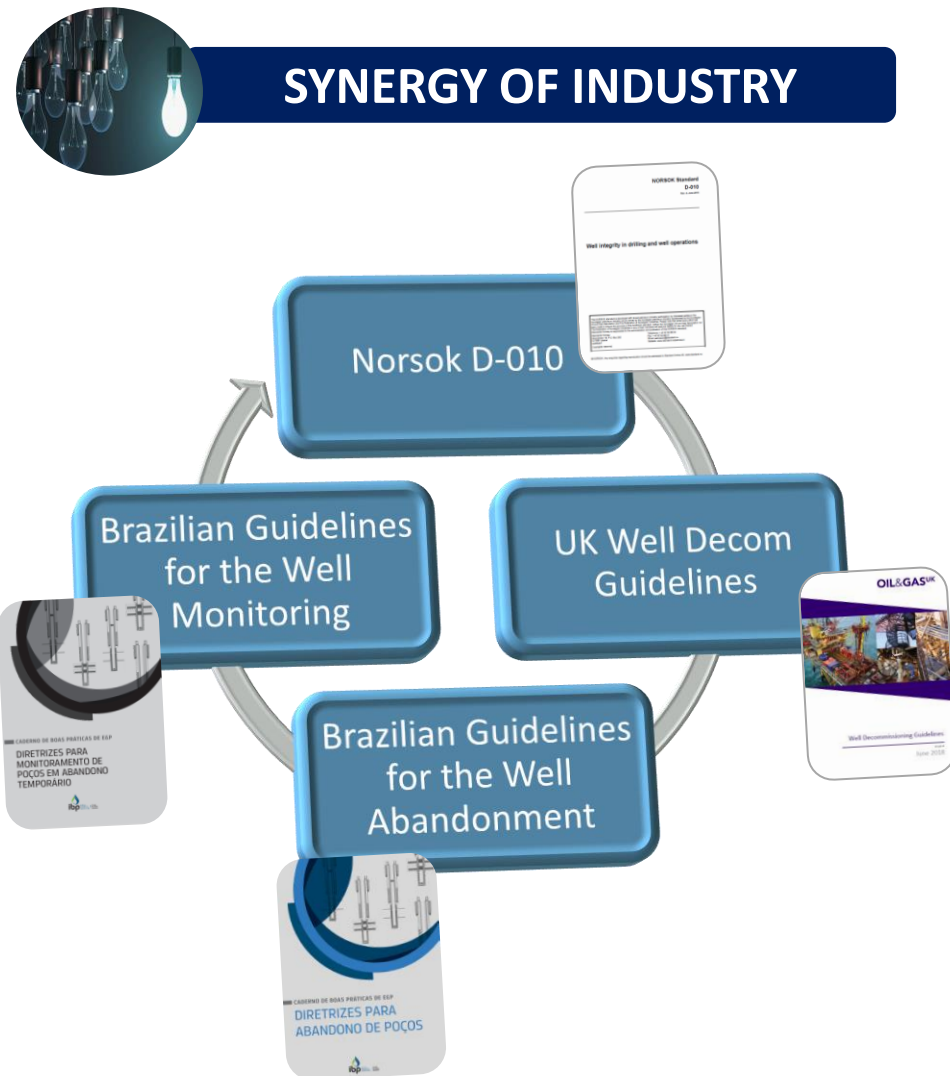 SYNERGY OF INDUSTRY
NORSOK Standard
D-010
Well integrity in drilling and well operations
Norsok D-010
Brazilian Guidelines
for the Well
Monitoring
UK Well Decom
Guidelines
OIL&GASUK
Well Decommissioning Guidelines
June 2018
CADERNO DE BOAS PRÁTICAS DE E&P
DIRETRIZES PARA
MONITORAMENTO DE
POÇOS EM ABANDONO
TEMPORÁRIO
ibp
Brazilian Guidelines
for the Well
Abandonment
CADERNO DE BOAS PRÁTICAS DE E&P
DIRETRIZES PARA
ABANDONO DE POÇOS
ibp